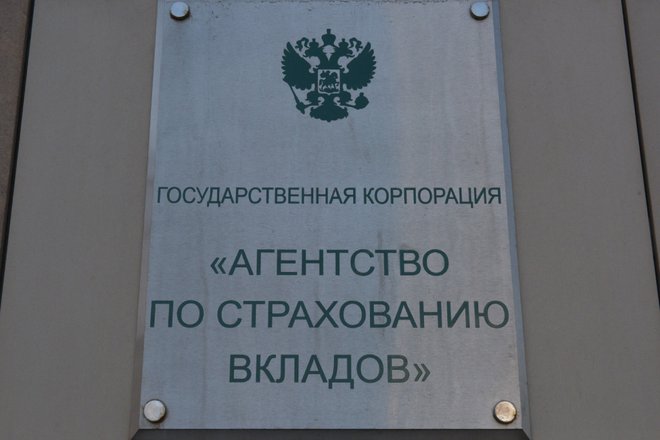 ГОСУДАРСТВЕННАЯ КОРПОРАЦИЯ
«АГЕНТСТВО
ПО СТРАХОВАНИЮ
ВКЛАДОВ»